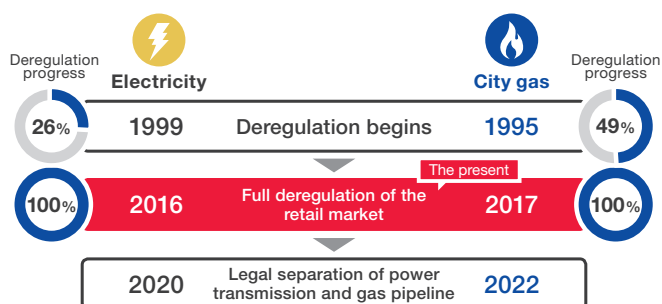 Deregulation
progress
Electricity
City gas
Deregulation
progress
26%
1999
Deregulation begins
1995
49%
The present
100%
2016
Full deregulation of the
retail market
2017
100%
2020
Legal separation of power
transmission and gas pipeline
2022